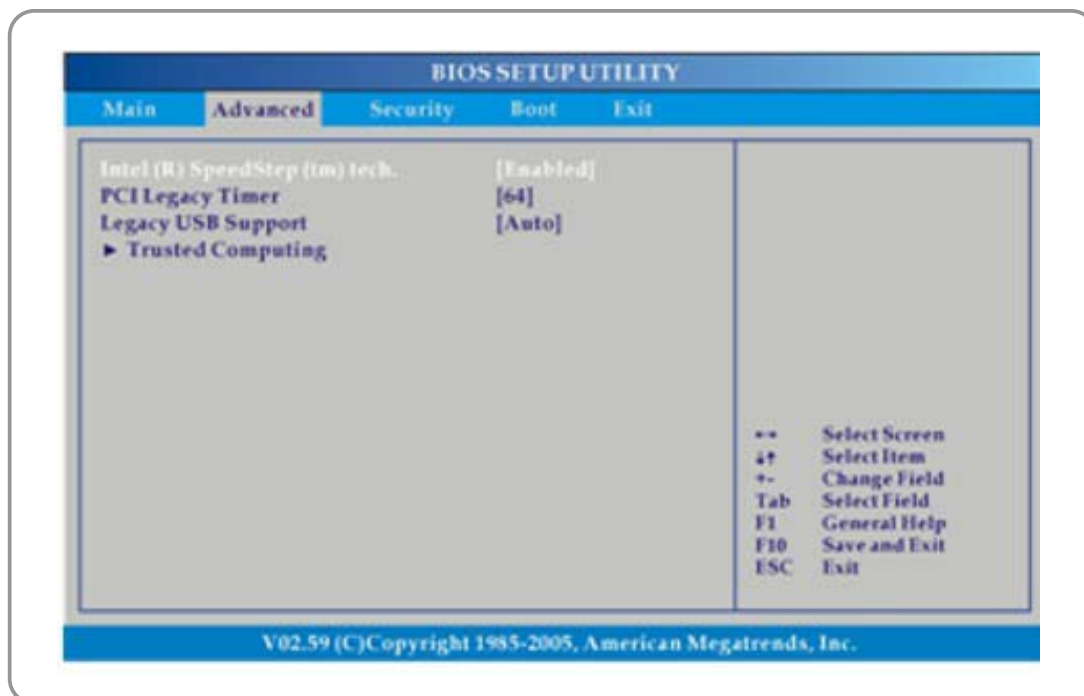 BIOS SETUP UTILITY
Main Advanced Security Boot Exit
Intel (R) SpeedStep (tm) tech. [Enabled]
PCI Legacy Timer [64]
Legacy USB Support [Auto]
► Trusted Computing
←→ Select Screen
↓↑ Select Item
+- Change Field
Tab Select Field
F1 General Help
F10 Save and Exit
ESC Exit
V02.59 (C)Copyright 1985-2005, American Megatrends, Inc.